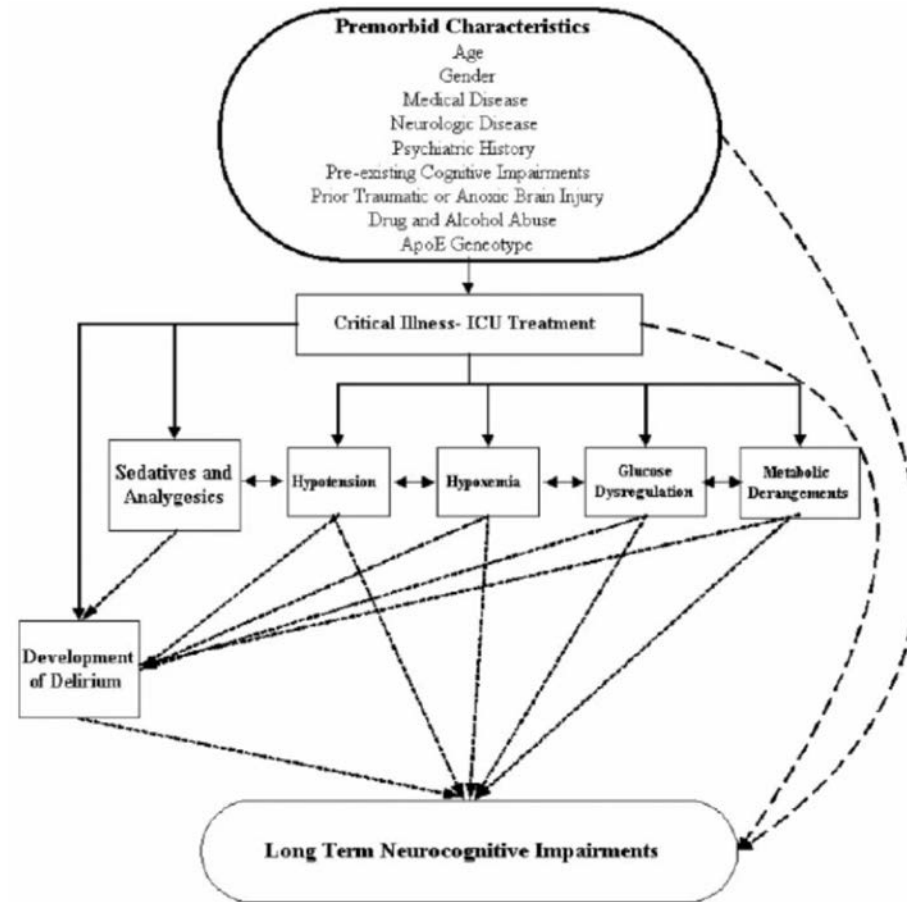 Premorbid Characteristics
Age
Gender
Medical Disease
Neurologic Disease
Psychiatric History
Pre-existing Cognitive Impairments
Prior Traumatic or Anoxic Brain Injury
Drug and Alcohol Abuse
ApoE Geneotype
Critical Illness- ICU Treatment
Sedatives and
Analygesics
Hypotension
Hypoxemia
Glucose
Dysregulation
Metabolic
Derangements
Development
of Delirium
Long Term Neurocognitive Impairments